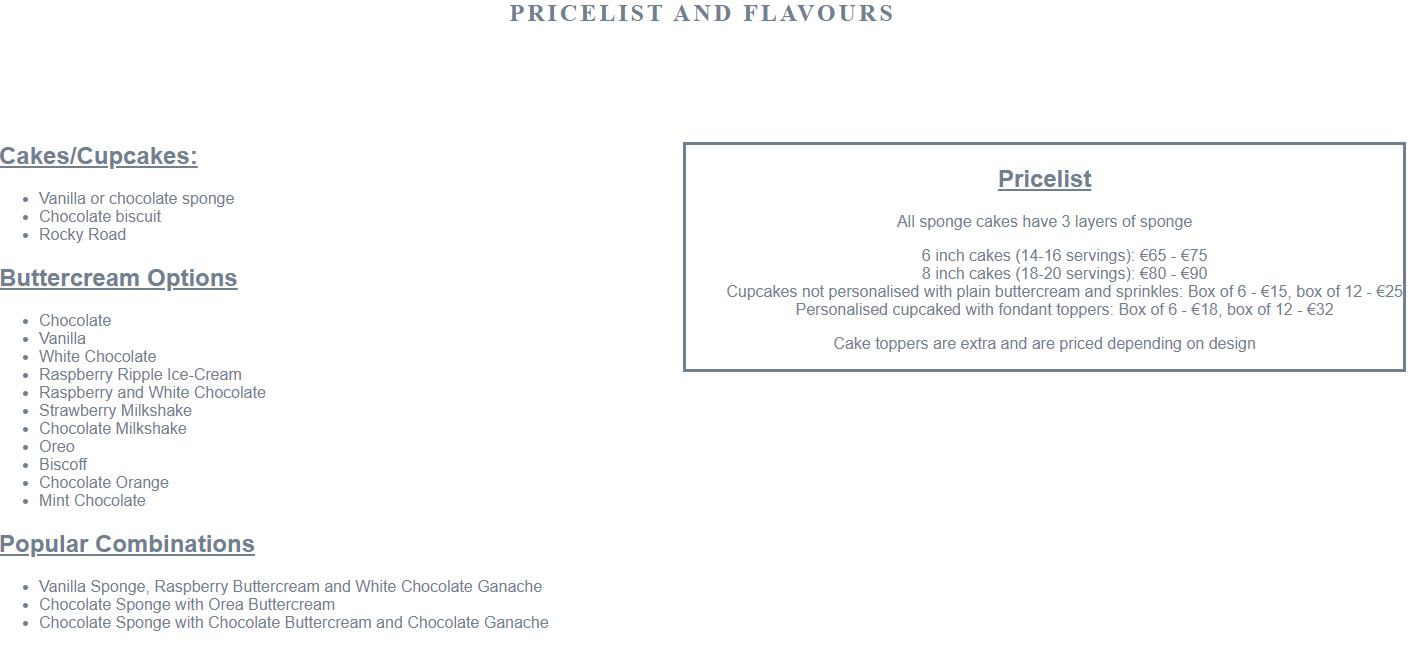 PRICELIST AND FLAVOURS
Cakes/Cupcakes:
Vanilla or chocolate sponge
Chocolate biscuit
Rocky Road
Buttercream Options
Chocolate
Vanilla
White Chocolate
Raspberry Ripple Ice-Cream
Raspberry and White Chocolate
Strawberry Milkshake
Chocolate Milkshake
Oreo
Biscoff
Chocolate Orange
Mint Chocolate
Popular Combinations
Vanilla Sponge, Raspberry Buttercream and White Chocolate Ganache
Chocolate Sponge with Orea Buttercream
Chocolate Sponge with Chocolate Buttercream and Chocolate Ganache
Pricelist
All sponge cakes have 3 layers of sponge
6 inch cakes (14-16 servings): €65 - €75
8 inch cakes (18-20 servings): €80 - €90
Cupcakes not personalised with plain buttercream and sprinkles: Box of 6 - €15, box of 12 - €25
Personalised cupcaked with fondant toppers: Box of 6 - €18, box of 12 - €32
Cake toppers are extra and are priced depending on design